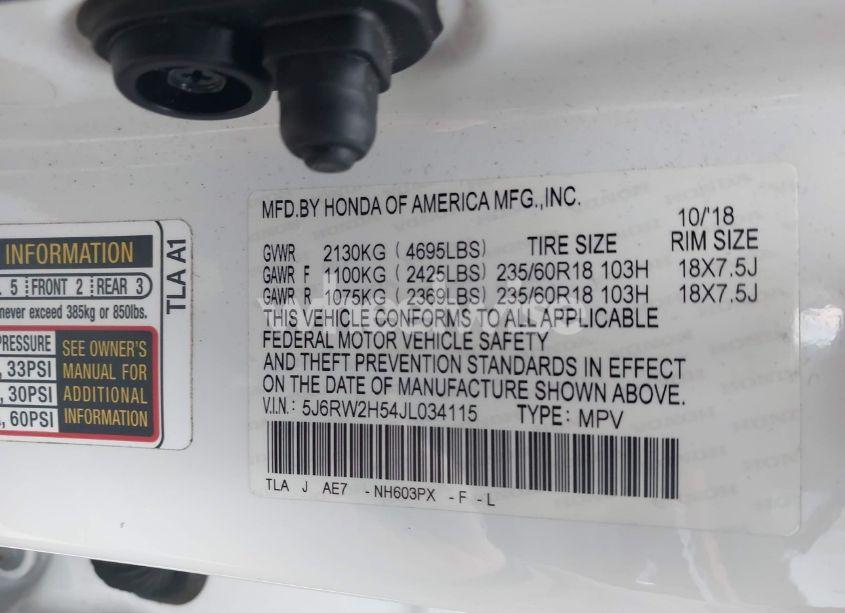 INFORMATION
5 FRONT 2 REAR 3
never exceed 385kg or 850lbs.
PRESSURE
33PSI
30PSI
60PSI
SEE OWNER'S
MANUAL FOR
ADDITIONAL
INFORMATION
TLA A1
MFD.BY HONDA OF AMERICA MFG.,INC.
10/'18
GVWR 2130KG ( 4695LBS) TIRE SIZE RIM SIZE
GAWR F 1100KG ( 2425LBS) 235/60R18 103H 18X7.5J
GAWR R 1075KG ( 2369LBS) 235/60R18 103H 18X7.5J
THIS VEHICLE CONFORMS TO ALL APPLICABLE
FEDERAL MOTOR VEHICLE SAFETY
AND THEFT PREVENTION STANDARDS IN EFFECT
ON THE DATE OF MANUFACTURE SHOWN ABOVE.
V.I.N.: 5J6RW2H54JL034115 TYPE: MPV
TLA J AE7 -NH603PX -F -L